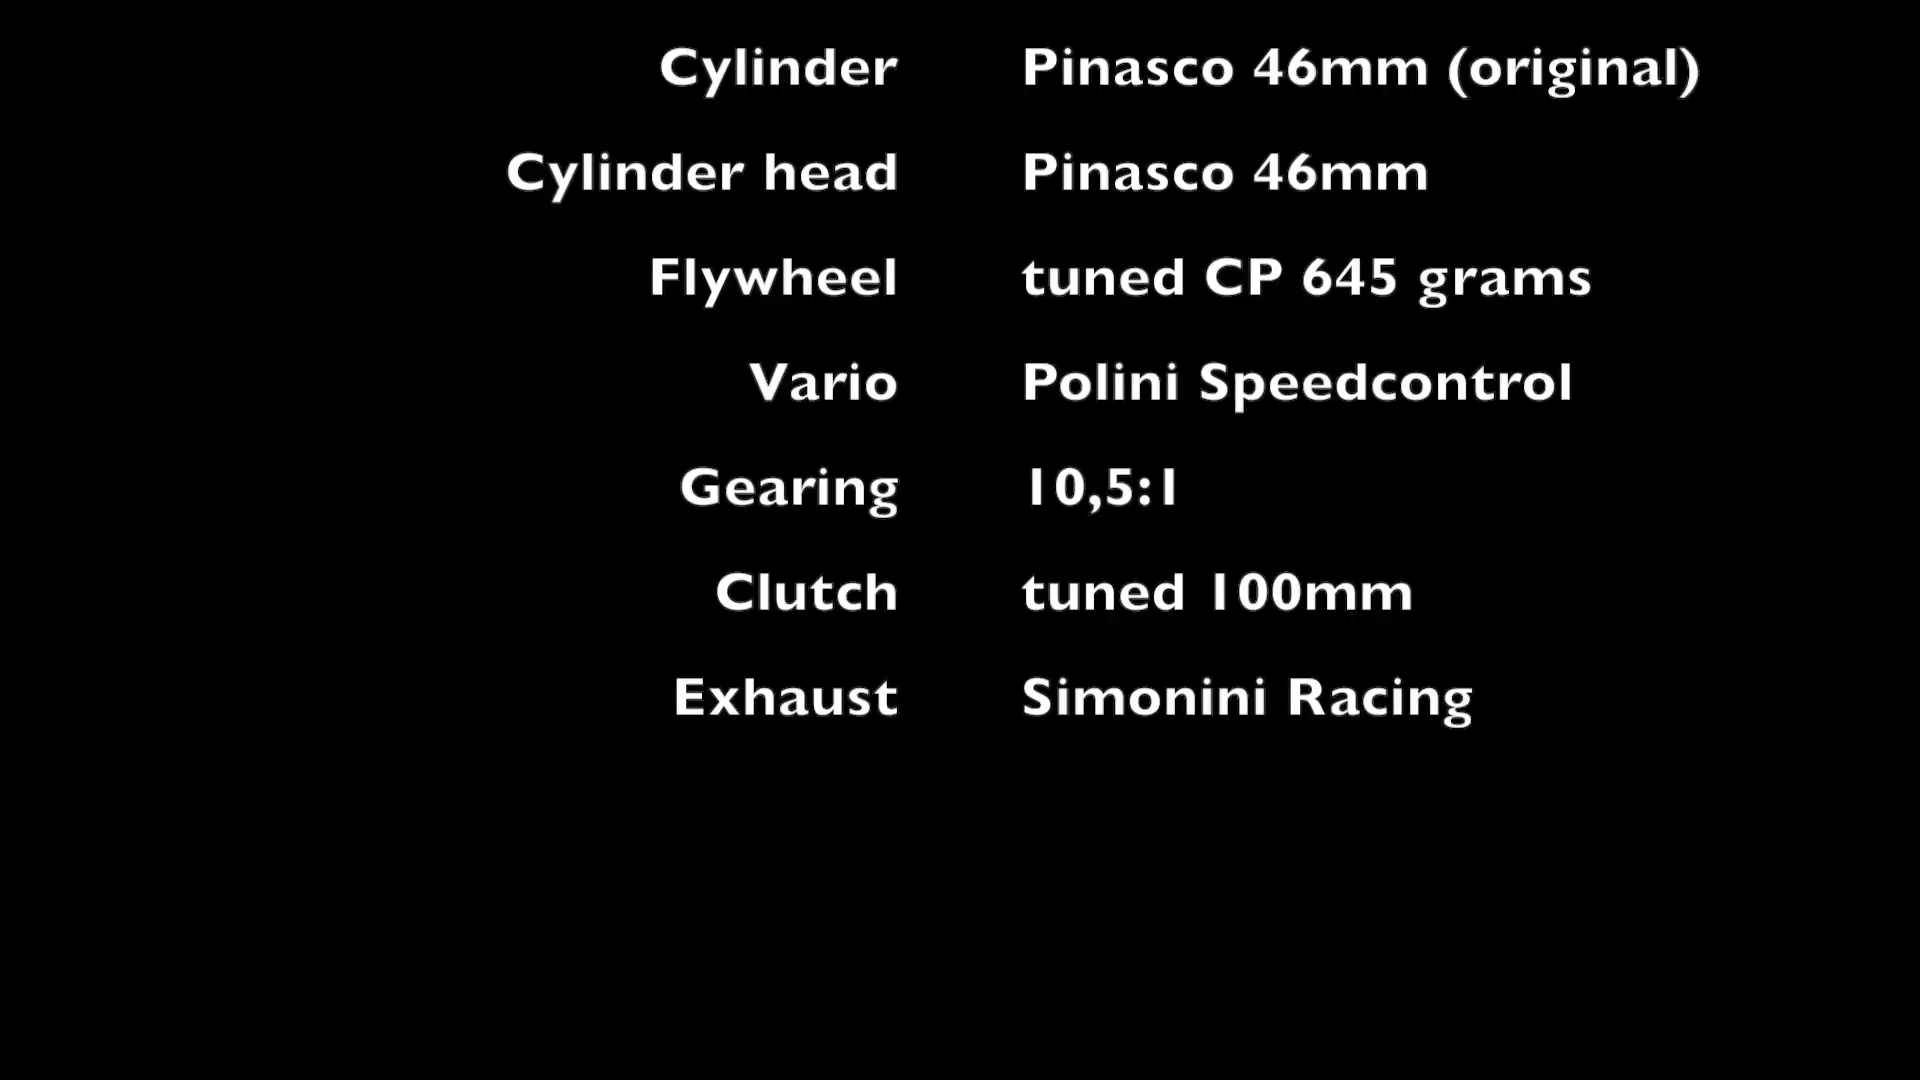 Cylinder Pinasco 46mm (original)
Cylinder head Pinasco 46mm
Flywheel tuned CP 645 grams
Vario Polini Speedcontrol
Gearing 10,5:1
Clutch tuned 100mm
Exhaust Simonini Racing